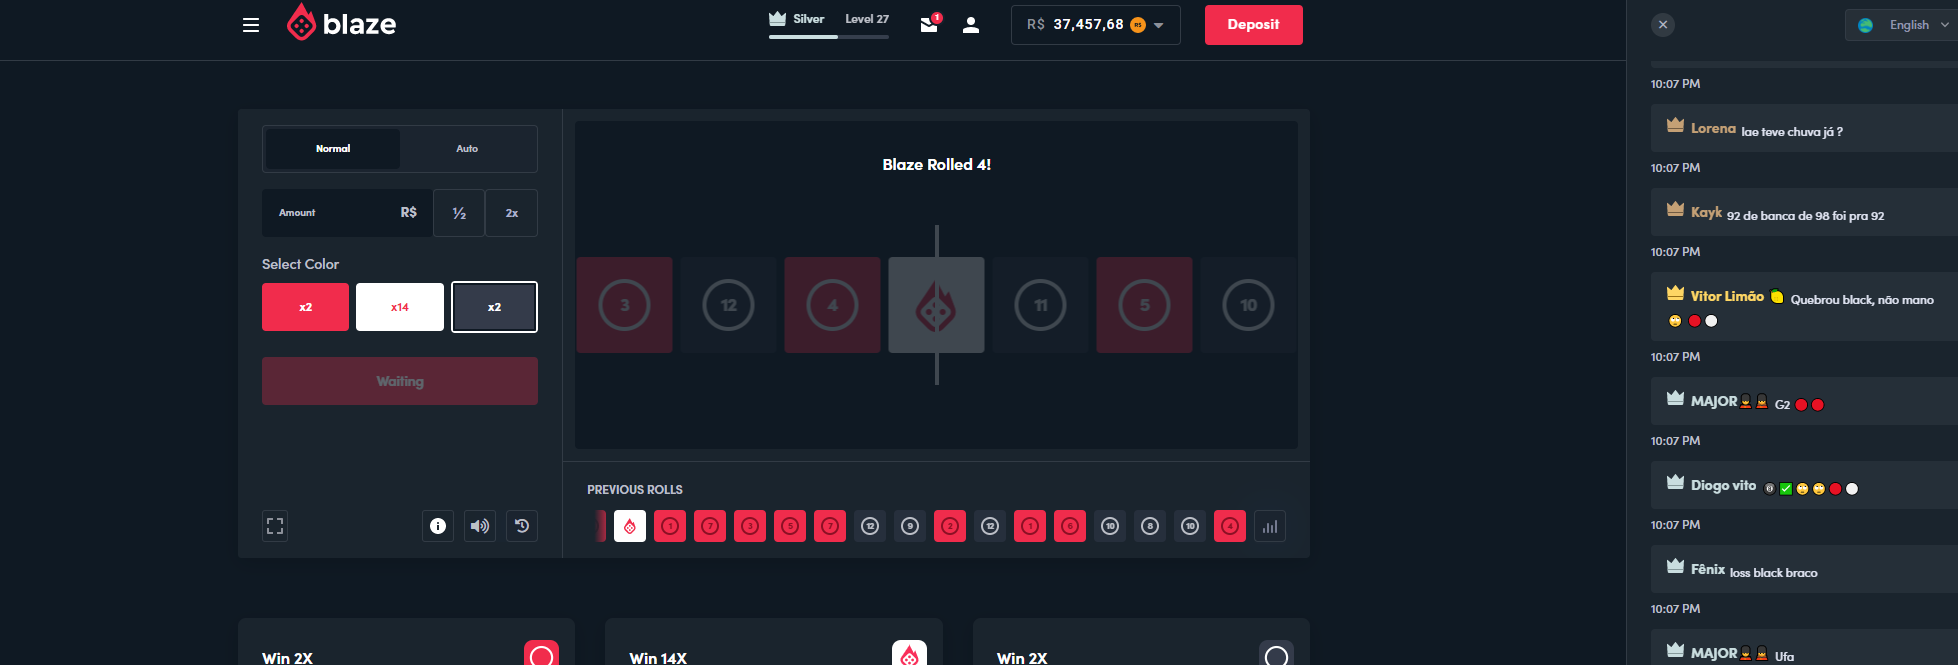 blaze
Silver Level 27
1
R$ 37,457,68 R$
Deposit
English
Normal Auto
Amount R$ ½ 2x
Select Color
x2 x14 x2
Waiting
Blaze Rolled 4!
3 12 4 11 5 10
PREVIOUS ROLLS
1 7 3 5 7 12 9 2 12 1 6 10 8 10 4
Win 2X
Win 14X
Win 2X
10:07 PM
Lorena Iae teve chuva já ?
10:07 PM
Kayk 92 de banca de 98 foi pra 92
10:07 PM
Vitor Limão 🍋 Quebrou black, não mano
🙄 🔴⚪
10:07 PM
MAJOR💂💂 G2 🔴🔴
10:07 PM
Diogo vito 🎱✅🙄🙄🔴⚪
10:07 PM
Fênix loss black braco
10:07 PM
MAJOR💂💂 Ufa